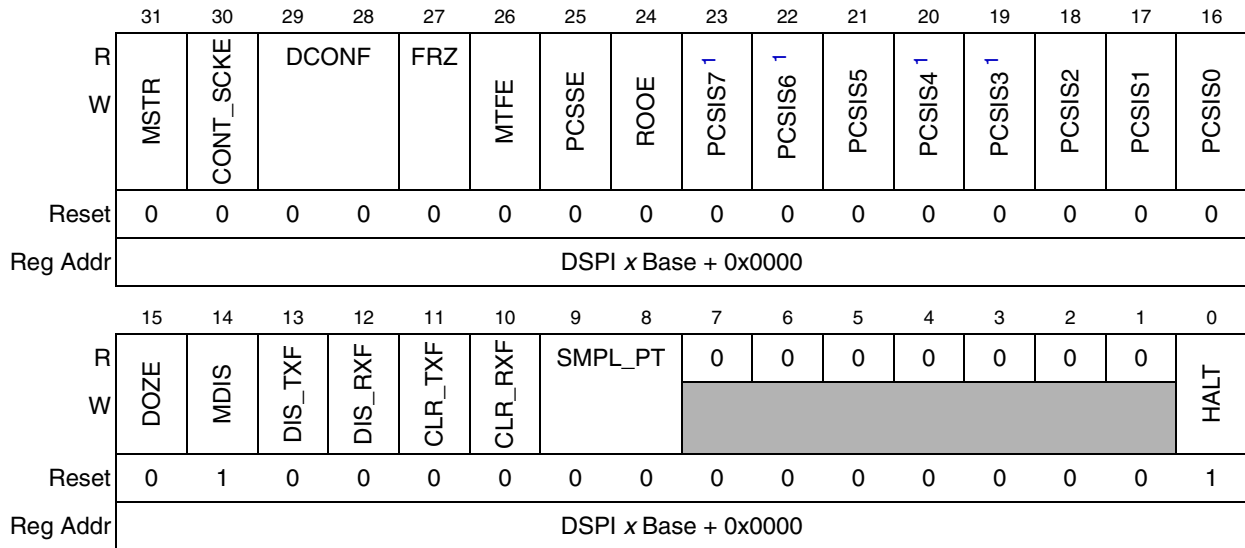 31 30 29 28 27 26 25 24 23 22 21 20 19 18 17 16
R
W
MSTR CONT_SCKE DCONF FRZ MTFE PCSSE ROOE PCSIS7 1 PCSIS6 1 PCSIS5 PCSIS4 1 PCSIS3 1 PCSIS2 PCSIS1 PCSIS0
Reset 0 0 0 0 0 0 0 0 0 0 0 0 0 0 0 0
Reg Addr DSPI x Base + 0x0000
15 14 13 12 11 10 9 8 7 6 5 4 3 2 1 0
R
W
DOZE MDIS DIS_TXF DIS_RXF CLR_TXF CLR_RXF SMPL_PT 0 0 0 0 0 0 0 HALT
Reset 0 1 0 0 0 0 0 0 0 0 0 0 0 0 0 1
Reg Addr DSPI x Base + 0x0000